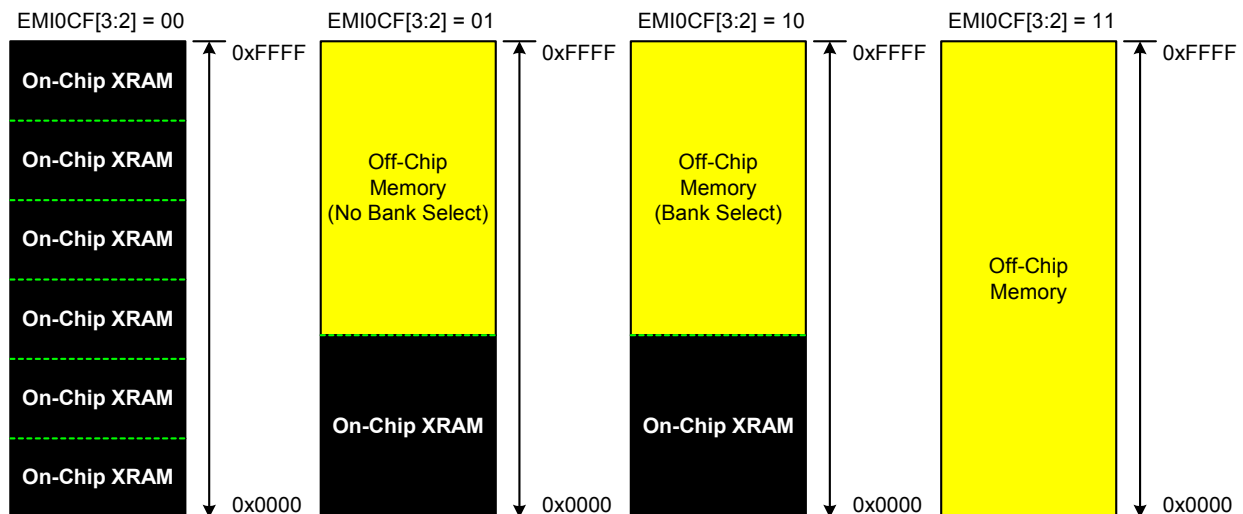 EMI0CF[3:2] = 00
On-Chip XRAM
On-Chip XRAM
On-Chip XRAM
On-Chip XRAM
On-Chip XRAM
On-Chip XRAM
0xFFFF
0x0000
EMI0CF[3:2] = 01
Off-Chip
Memory
(No Bank Select)
On-Chip XRAM
0xFFFF
0x0000
EMI0CF[3:2] = 10
Off-Chip
Memory
(Bank Select)
On-Chip XRAM
0xFFFF
0x0000
EMI0CF[3:2] = 11
Off-Chip
Memory
0xFFFF
0x0000